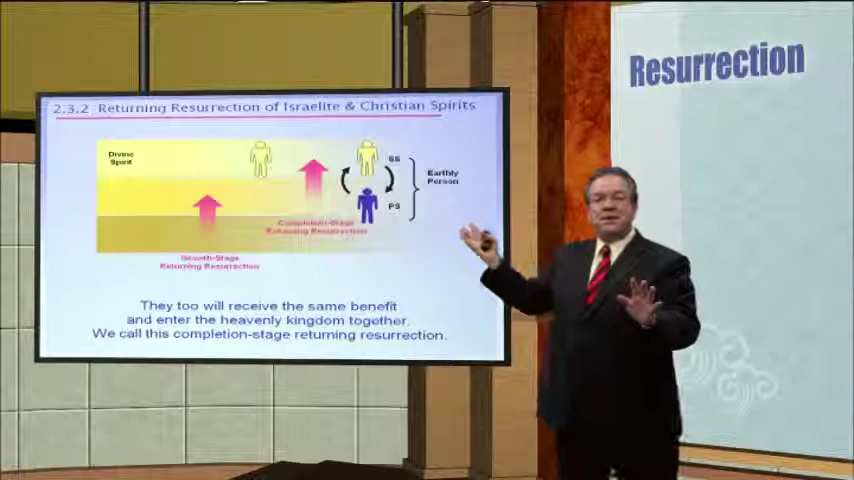 Resurrection
2.3.2 Returning Resurrection of Israelite & Christian Spirits
Divine
Spirit
SS
Earthly
Person
PS
Completion-Stage
Returning Resurrection
Growth-Stage
Returning Resurrection
They too will receive the same benefit
and enter the heavenly kingdom together.
We call this completion-stage returning resurrection.